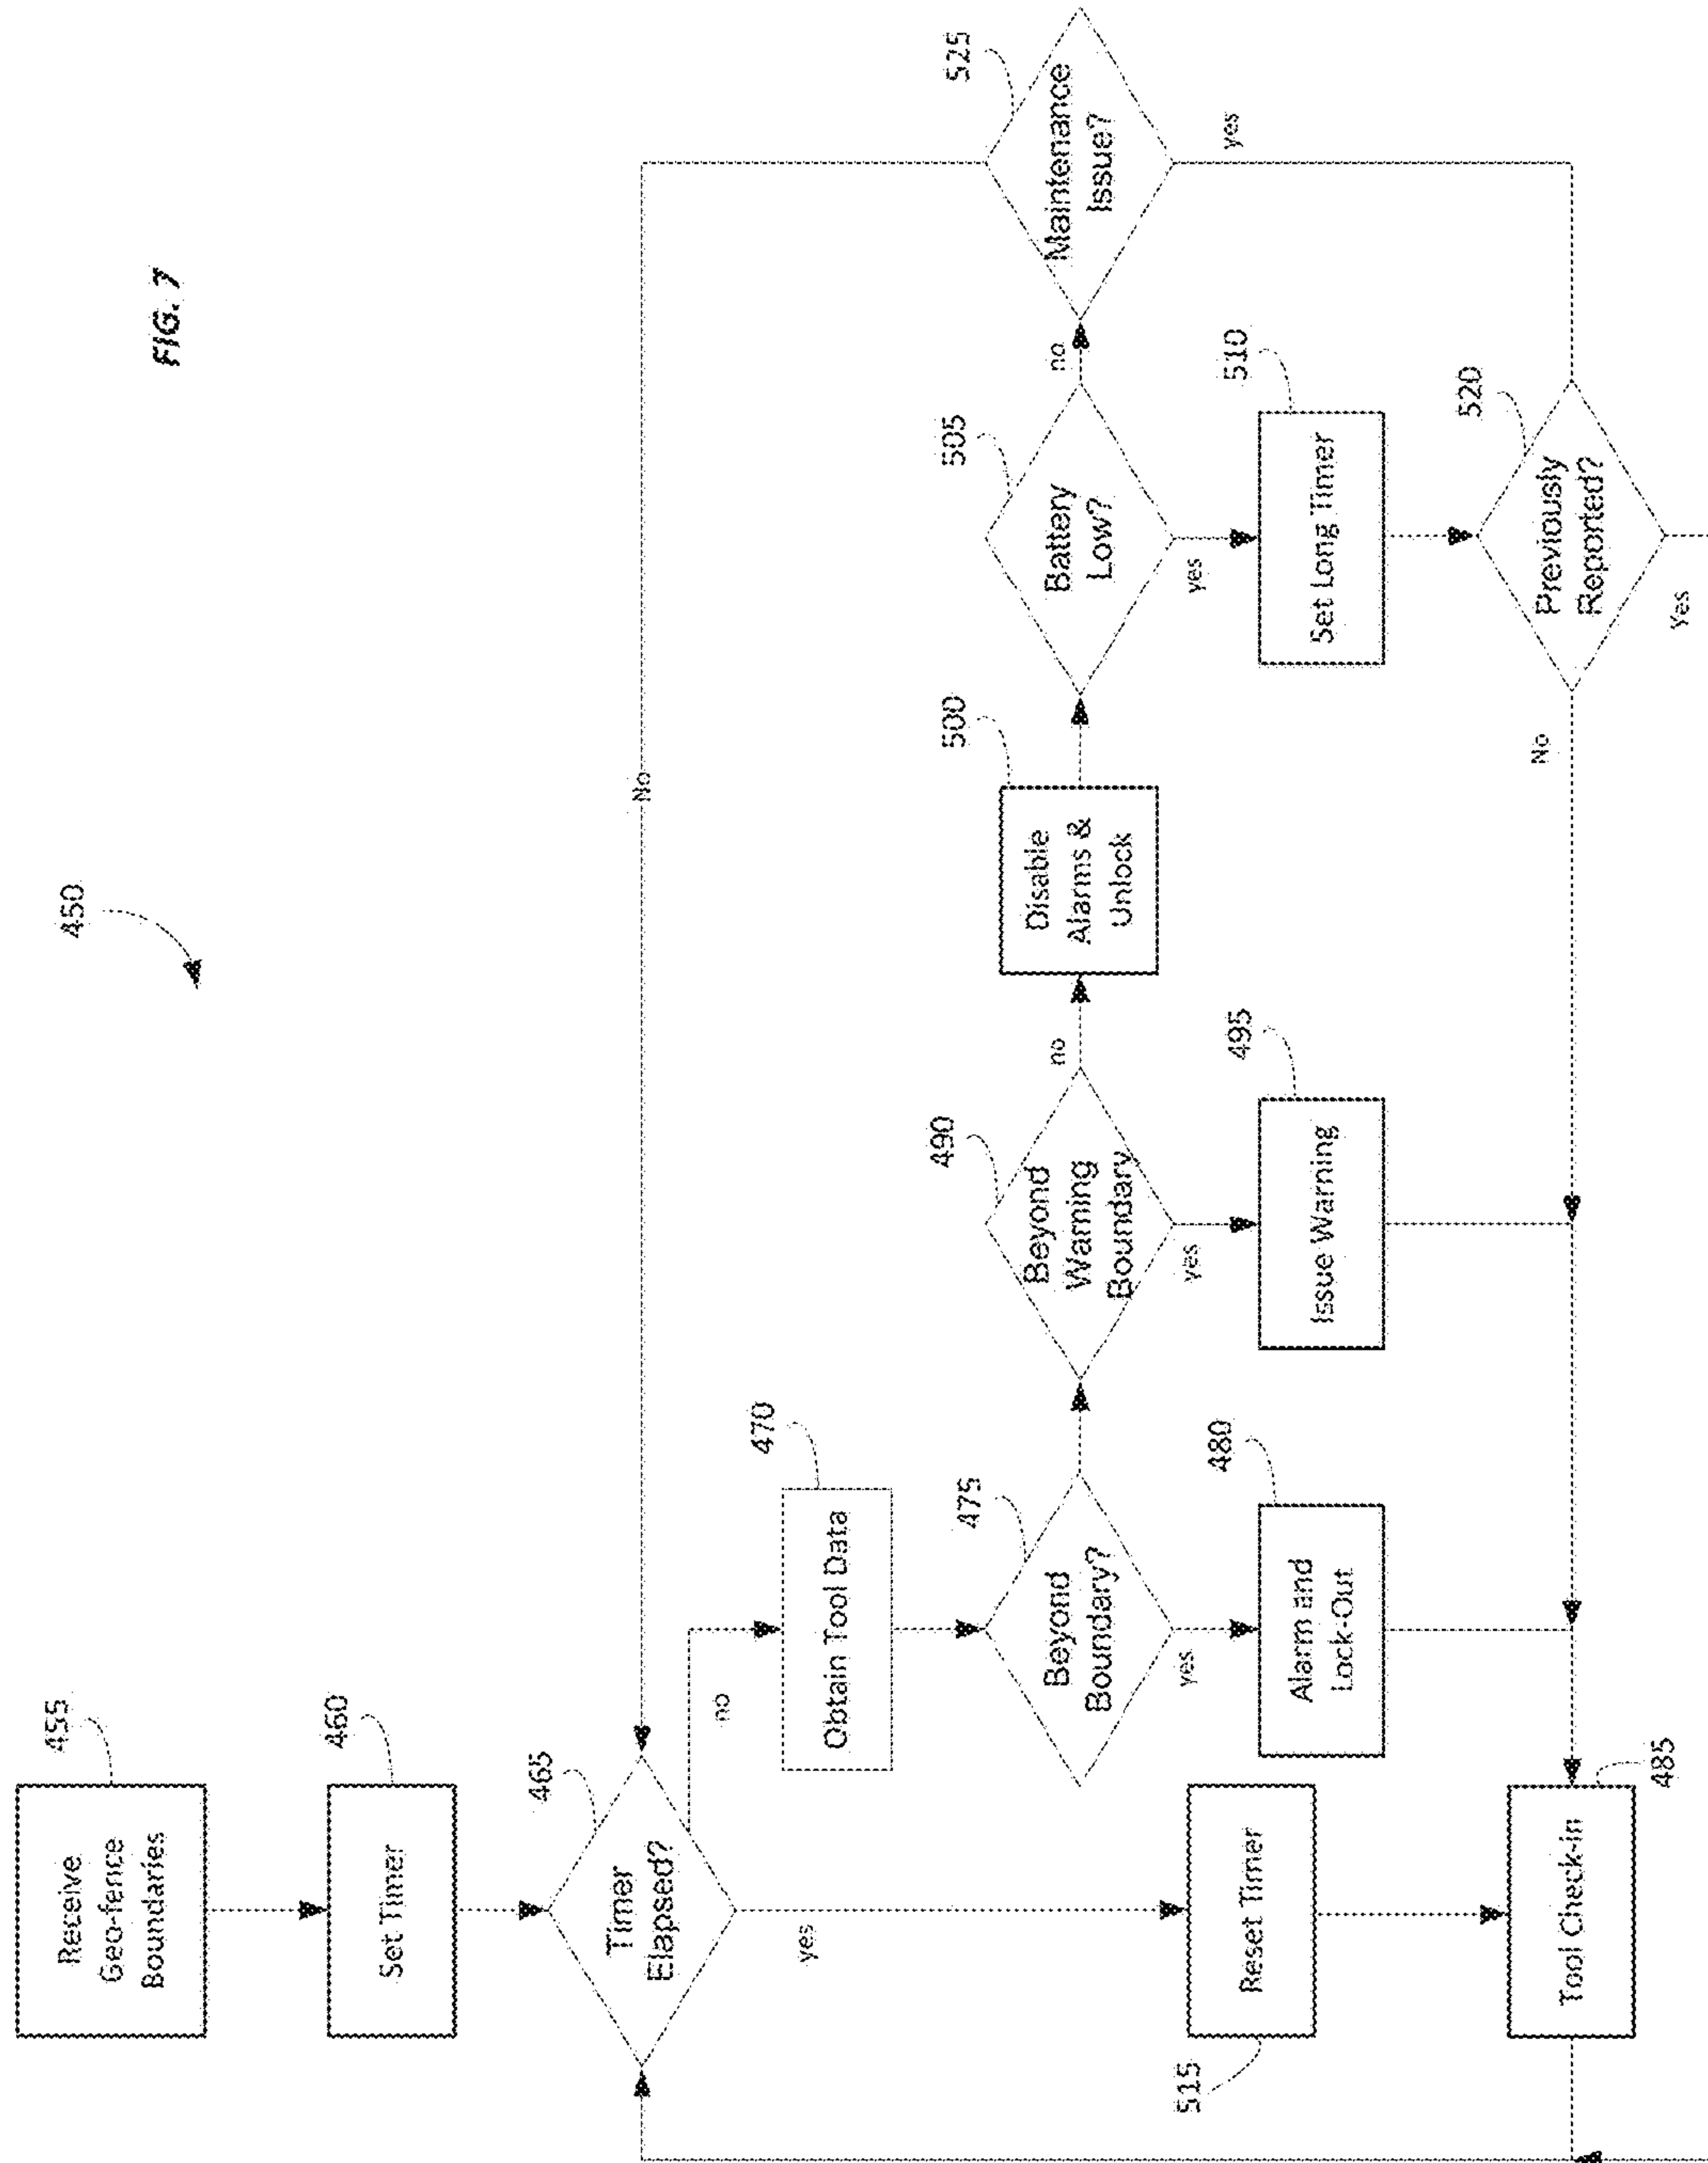 FIG. 7
450
Receive
Geo-fence
Boundaries
455
Set Timer
460
Timer
Elapsed?
465
no
yes
No
Obtain Tool Data
470
Beyond
Boundary?
475
yes
Alarm and
Lock-Out
480
Beyond
Warning
Boundary
490
no
yes
Issue Warning
495
Disable
Alarms &
Unlock
500
Battery
Low?
505
no
yes
Set Long Timer
510
Maintenance
Issue?
525
yes
Previously
Reported?
520
No
Yes
Reset Timer
515
Tool Check-in
485